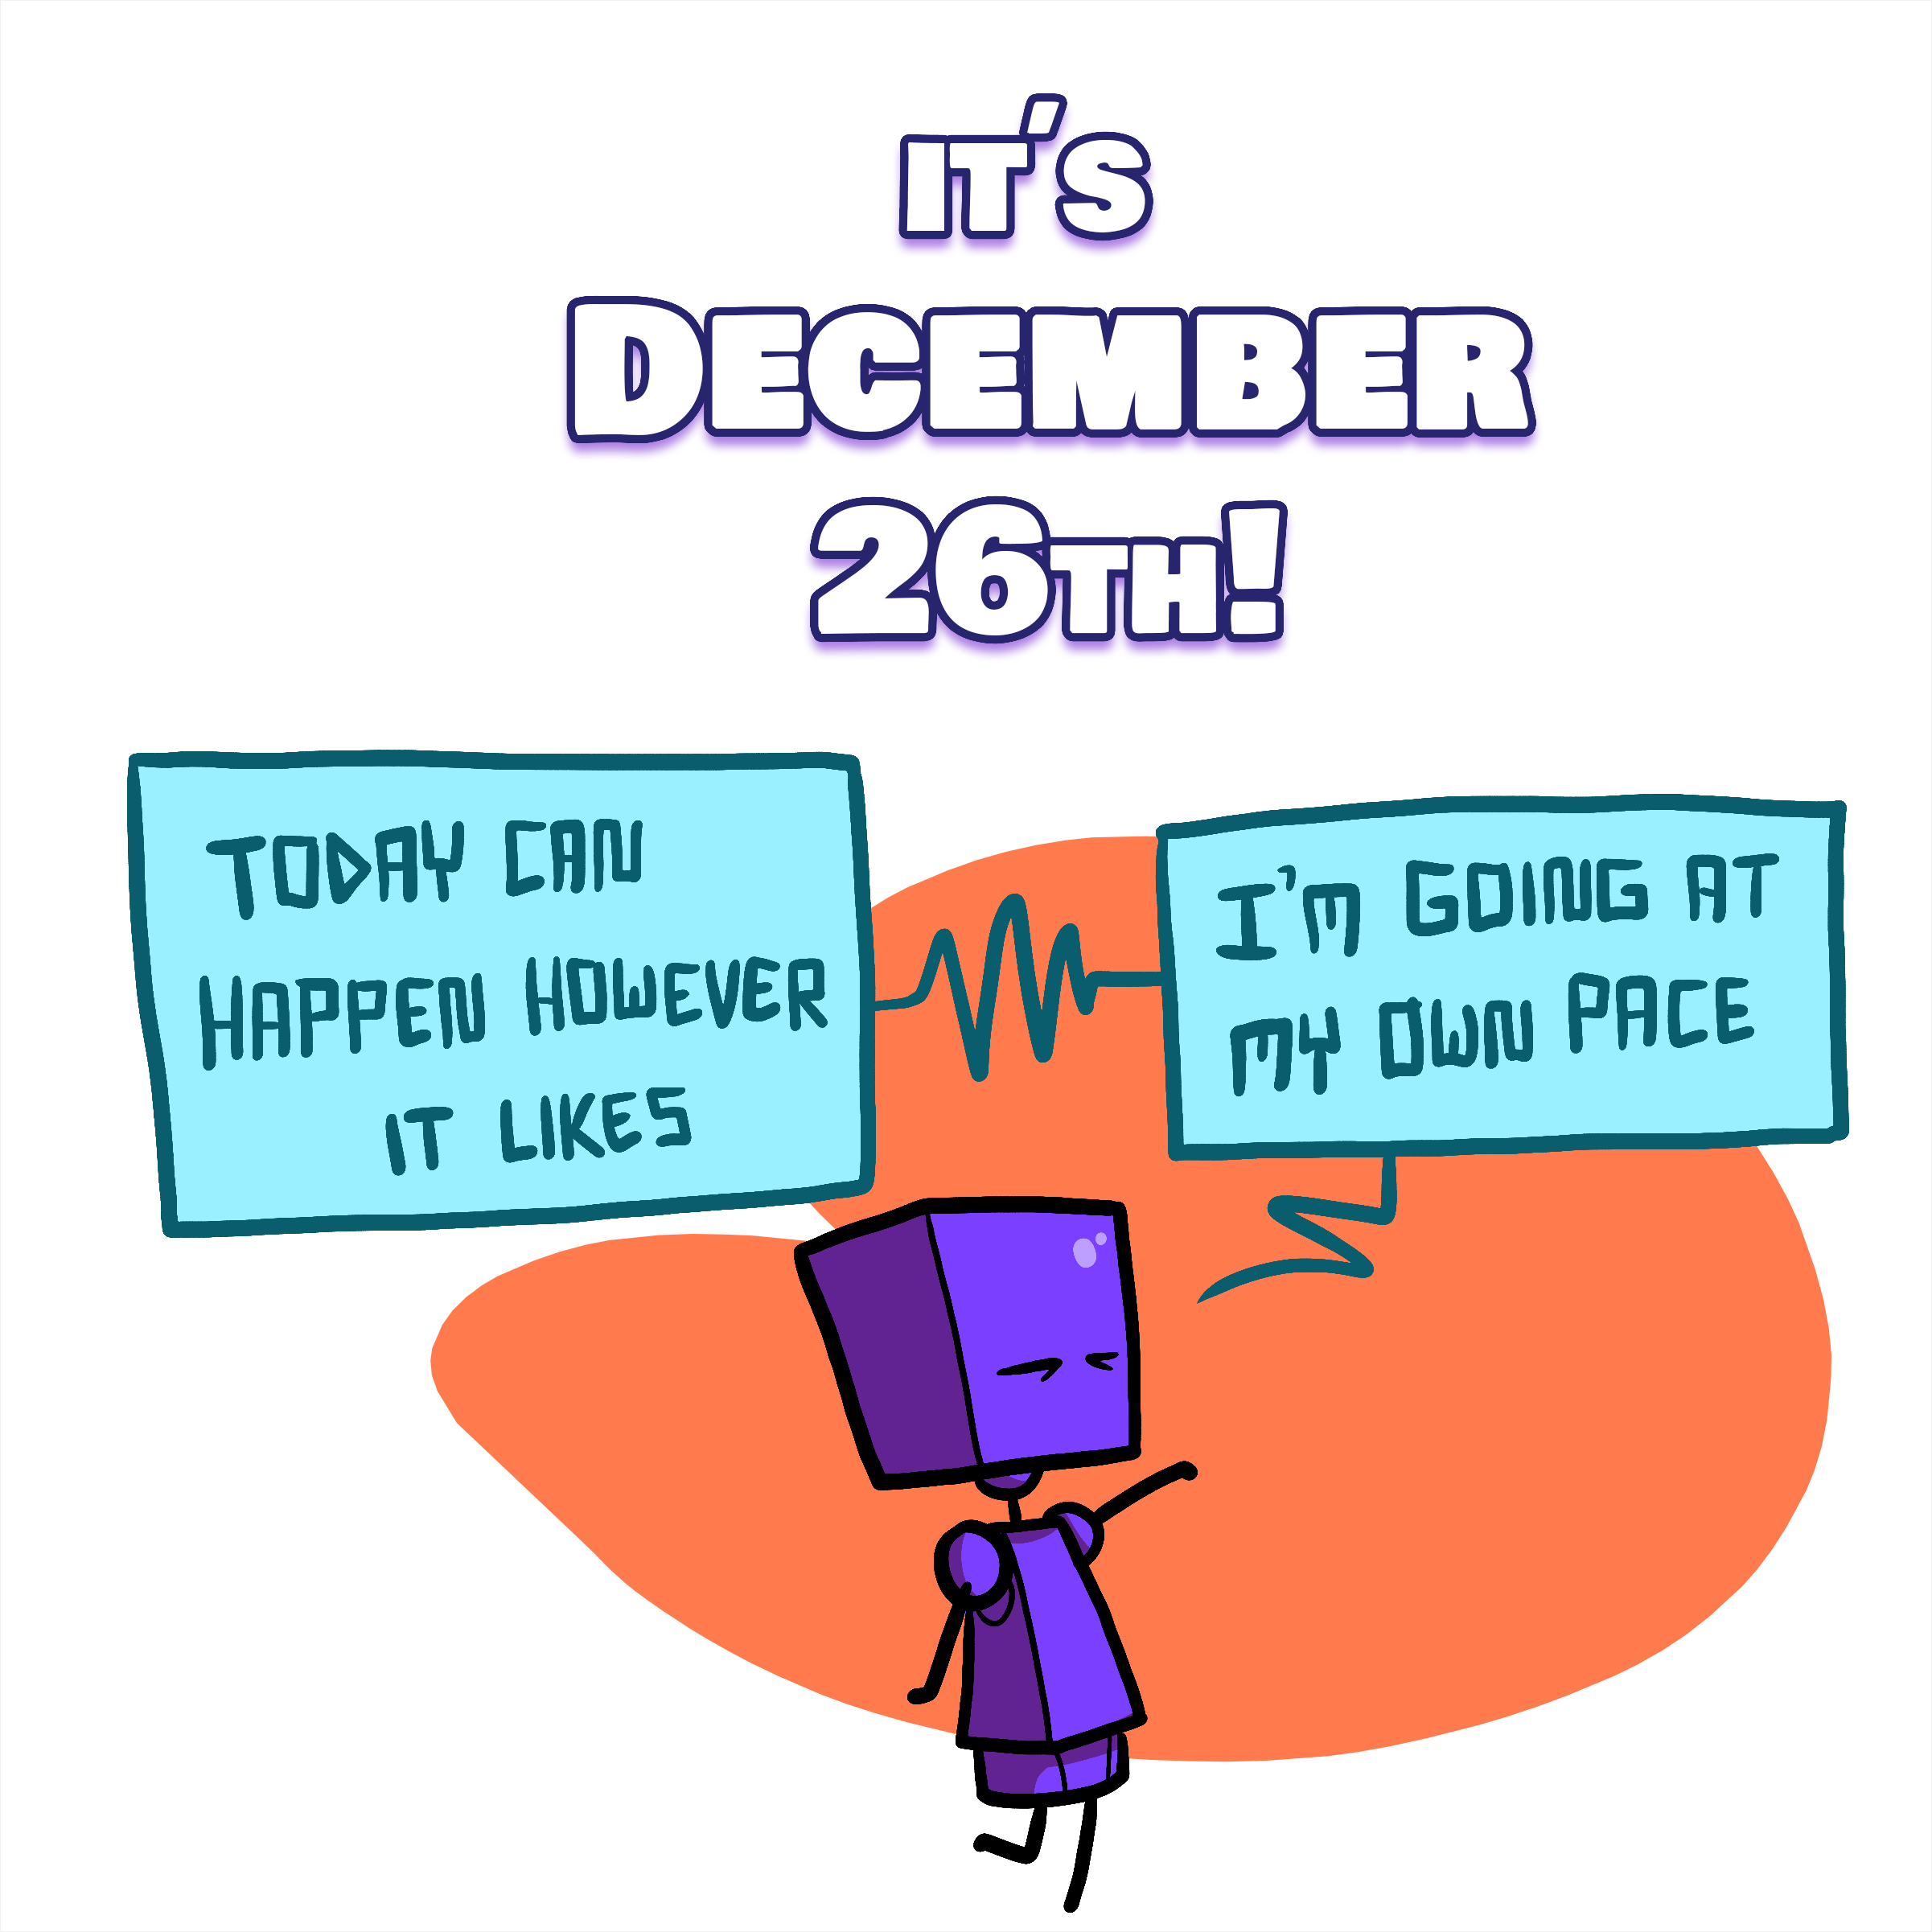 IT'S
DECEMBER
26TH!
TODAY CAN
HAPPEN HOWEVER
IT LIKES
I'M GOING AT
MY OWN PACE